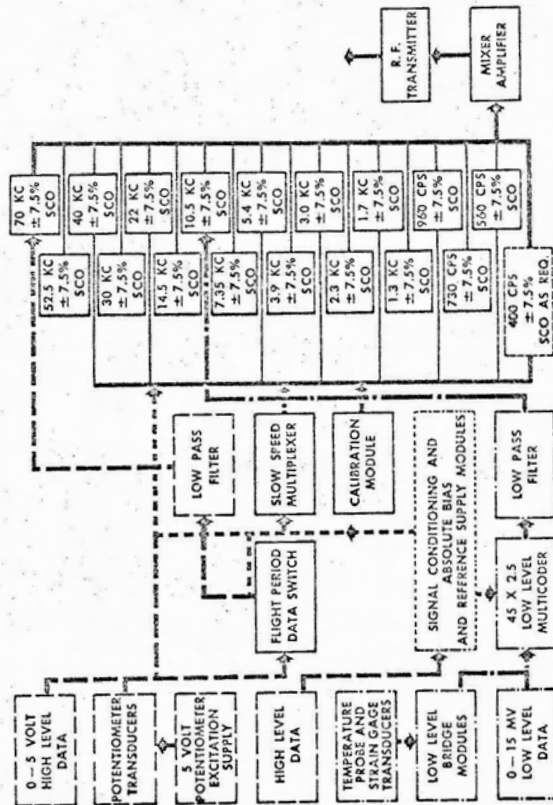 0–5 VOLT
HIGH LEVEL
DATA
POTENTIOMETER
TRANSDUCERS
5 VOLT
POTENTIOMETER
EXCITATION
SUPPLY
HIGH LEVEL
DATA
TEMPERATURE
PROBE AND
STRAIN GAGE
TRANSDUCERS
LOW LEVEL
BRIDGE
MODULES
0–15 MV
LOW LEVEL
DATA
FLIGHT PERIOD
DATA SWITCH
SIGNAL CONDITIONING AND
ABSOLUTE BIAS
AND REFERENCE SUPPLY MODULES
45 X 2.5
LOW LEVEL
MULTICODER
LOW PASS
FILTER
SLOW SPEED
MULTIPLEXER
CALIBRATION
MODULE
LOW PASS
FILTER
70 KC
± 7.5%
SCO
52.5 KC
± 7.5%
SCO
40 KC
± 7.5%
SCO
30 KC
± 7.5%
SCO
22 KC
± 7.5%
SCO
14.5 KC
± 7.5%
SCO
10.5 KC
± 7.5%
SCO
7.35 KC
± 7.5%
SCO
5.4 KC
± 7.5%
SCO
3.9 KC
± 7.5%
SCO
3.0 KC
± 7.5%
SCO
2.3 KC
± 7.5%
SCO
1.7 KC
± 7.5%
SCO
1.3 KC
± 7.5%
SCO
960 CPS
± 7.5%
SCO
730 CPS
± 7.5%
SCO
560 CPS
± 7.5%
SCO
400 CPS
± 7.5%
SCO AS REQ.
R. F.
TRANSMITTER
MIXER
AMPLIFIER